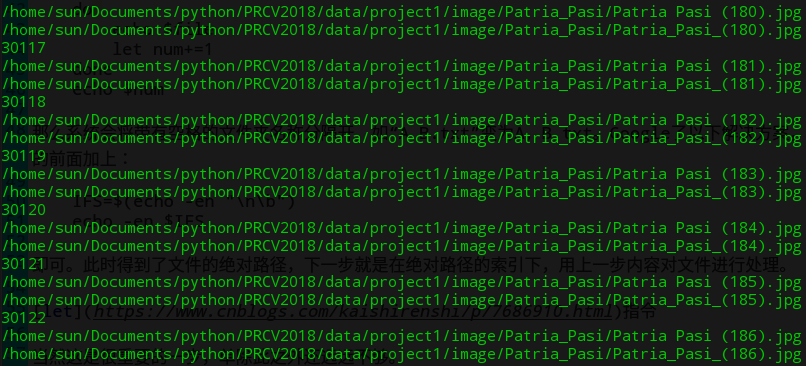 /home/sun/Documents/python/PRCV2018/data/project1/image/Patria_Pasi/Patria Pasi (180).jpg
/home/sun/Documents/python/PRCV2018/data/project1/image/Patria_Pasi/Patria_Pasi_(180).jpg
30117
let num+=1
/home/sun/Documents/python/PRCV2018/data/project1/image/Patria_Pasi/Patria Pasi (181).jpg
/home/sun/Documents/python/PRCV2018/data/project1/image/Patria_Pasi/Patria_Pasi_(181).jpg
30118
/home/sun/Documents/python/PRCV2018/data/project1/image/Patria_Pasi/Patria Pasi (182).jpg
/home/sun/Documents/python/PRCV2018/data/project1/image/Patria_Pasi/Patria_Pasi_(182).jpg
30119
的前面加上：
/home/sun/Documents/python/PRCV2018/data/project1/image/Patria_Pasi/Patria Pasi (183).jpg
/home/sun/Documents/python/PRCV2018/data/project1/image/Patria_Pasi/Patria_Pasi_(183).jpg
IFS=$(echo -en "\n\b")
30120
echo -en $IFS
/home/sun/Documents/python/PRCV2018/data/project1/image/Patria_Pasi/Patria Pasi (184).jpg
/home/sun/Documents/python/PRCV2018/data/project1/image/Patria_Pasi/Patria_Pasi_(184).jpg
30121
可。此时得到了文件的绝对路径，下一步就是在绝对路径的索引下，用上一步内容对文件进行处理。
/home/sun/Documents/python/PRCV2018/data/project1/image/Patria_Pasi/Patria Pasi (185).jpg
/home/sun/Documents/python/PRCV2018/data/project1/image/Patria_Pasi/Patria_Pasi_(185).jpg
let](https://www.cnblogs.com/kaishirenshi/p/7686910.html)指令
30122
/home/sun/Documents/python/PRCV2018/data/project1/image/Patria_Pasi/Patria Pasi (186).jpg
/home/sun/Documents/python/PRCV2018/data/project1/image/Patria_Pasi/Patria_Pasi_(186).jpg